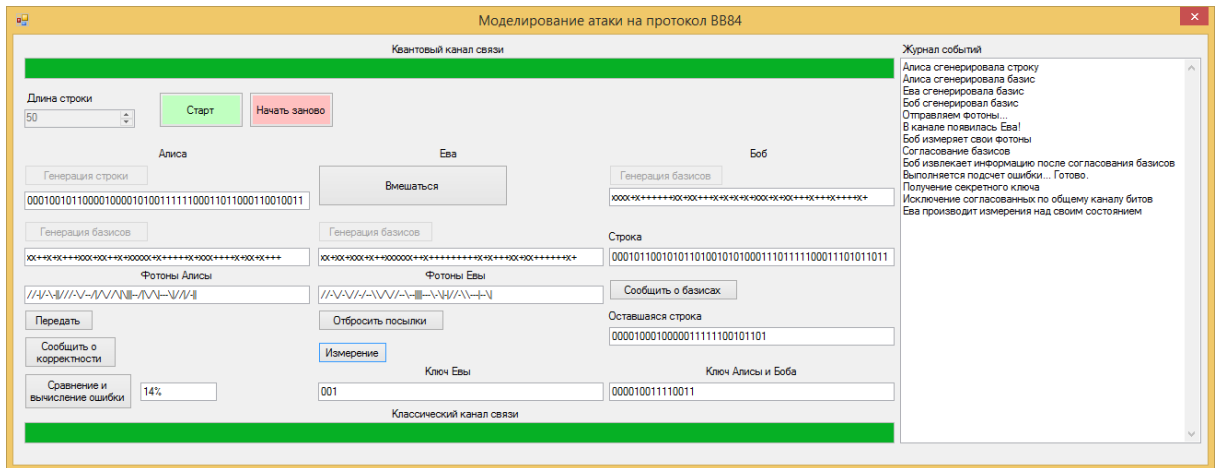 Моделирование атаки на протокол BB84
Квантовый канал связи
Журнал событий
Длина строки
50
Старт
Начать заново
Алиса сгенерировала строку
Алиса сгенерировала базис
Ева сгенерировала базис
Боб сгенерировал базис
Отправляем фотоны...
В канале появилась Ева!
Боб измеряет свои фотоны
Согласование базисов
Боб извлекает информацию после согласования базисов
Выполняется подсчет ошибки... Готово.
Получение секретного ключа
Исключение согласованных по общему каналу битов
Ева производит измерения над своим состоянием
Алиса
Ева
Боб
Генерация строки
Вмешаться
Генерация базисов
Генерация базисов
Генерация базисов
Строка
Фотоны Алисы
Фотоны Евы
Сообщить о базисах
Передать
Отбросить посылки
Оставшаяся строка
Сообщить о
корректности
Измерение
Сравнение и
вычисление ошибки
14%
Ключ Евы
001
Ключ Алисы и Боба
000010011110011
Классический канал связи